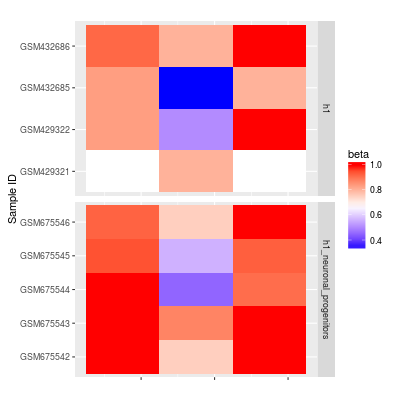 GSM432686
GSM432685
GSM429322
GSM429321
h1
Sample ID
GSM675546
GSM675545
GSM675544
GSM675543
GSM675542
h1_neuronal_progenitors
beta
1.0
0.8
0.6
0.4